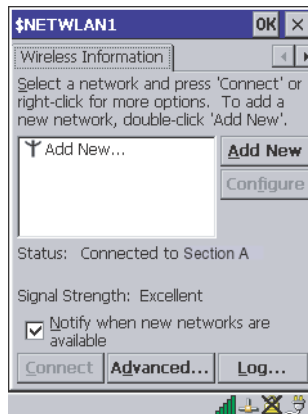 $NETWLAN1 OK ×
Wireless Information
Select a network and press 'Connect' or
right-click for more options. To add a
new network, double-click 'Add New'.
Add New...
Add New
Configure
Status: Connected to Section A
Signal Strength: Excellent
Notify when new networks are
available
Connect Advanced... Log...